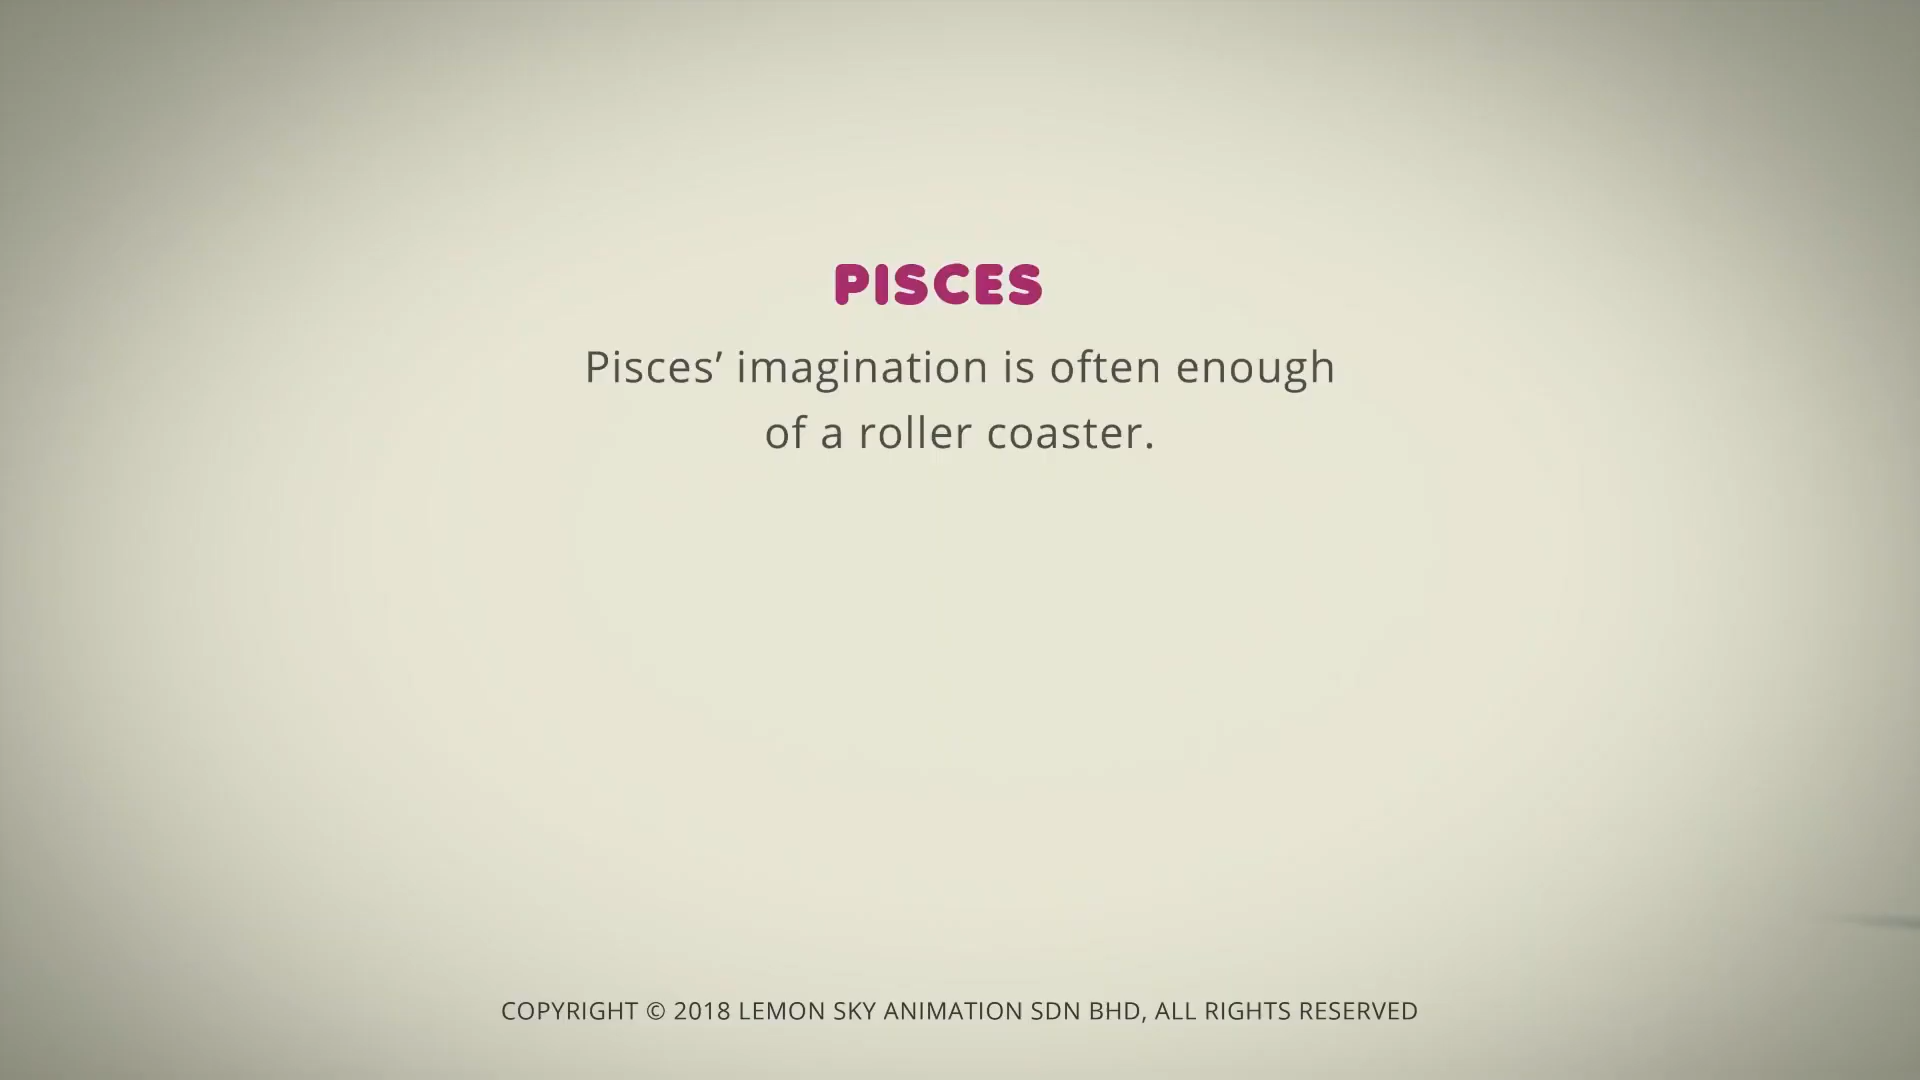 PISCES
Pisces’ imagination is often enough
of a roller coaster.
COPYRIGHT © 2018 LEMON SKY ANIMATION SDN BHD, ALL RIGHTS RESERVED